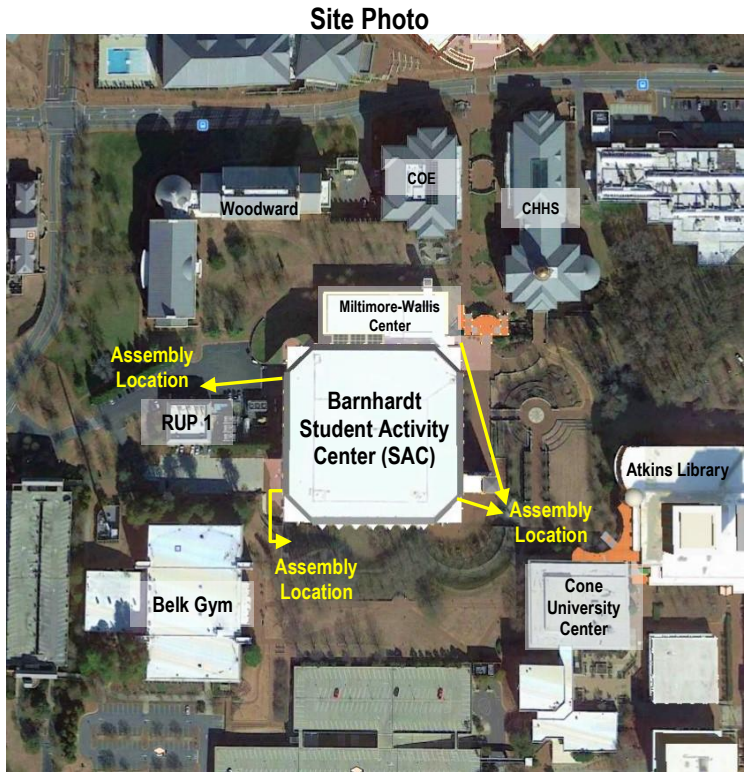 Site Photo
COE
Woodward
CHHS
Miltimore-Wallis
Center
Assembly
Location
RUP 1
Barnhardt
Student Activity
Center (SAC)
Atkins Library
Assembly
Location
Assembly
Location
Belk Gym
Cone
University
Center